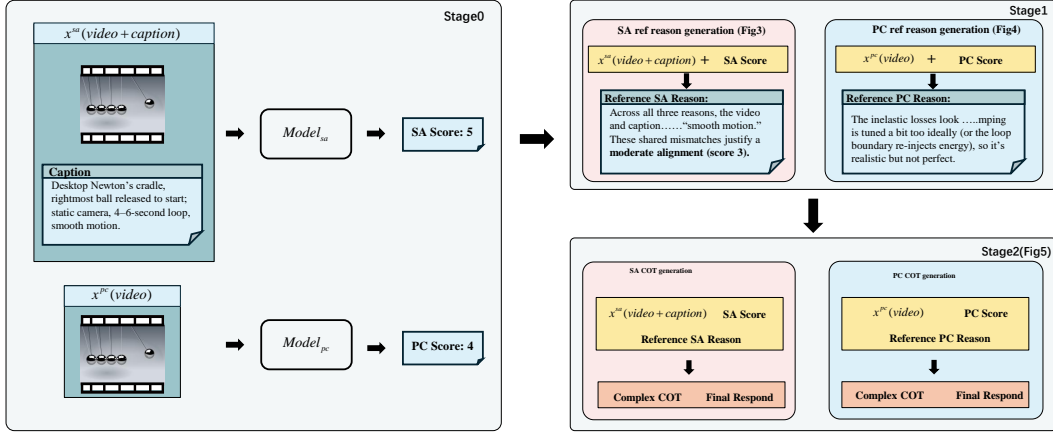 Stage0
x^sa (video + caption)
Caption
Desktop Newton's cradle,
rightmost ball released to start;
static camera, 4–6-second loop,
smooth motion.
Model_sa
SA Score: 5
x^pc (video)
Model_pc
PC Score: 4
Stage1
SA ref reason generation (Fig3)
x^sa (video + caption) + SA Score
Reference SA Reason:
Across all three reasons, the video
and caption……"smooth motion."
These shared mismatches justify a
moderate alignment (score 3).
PC ref reason generation (Fig4)
x^pc (video) + PC Score
Reference PC Reason:
The inelastic losses look …..mping
is tuned a bit too ideally (or the loop
boundary re-injects energy), so it's
realistic but not perfect.
Stage2(Fig5)
SA COT generation
x^sa (video + caption) SA Score
Reference SA Reason
Complex COT Final Respond
PC COT generation
x^pc (video) PC Score
Reference PC Reason
Complex COT Final Respond